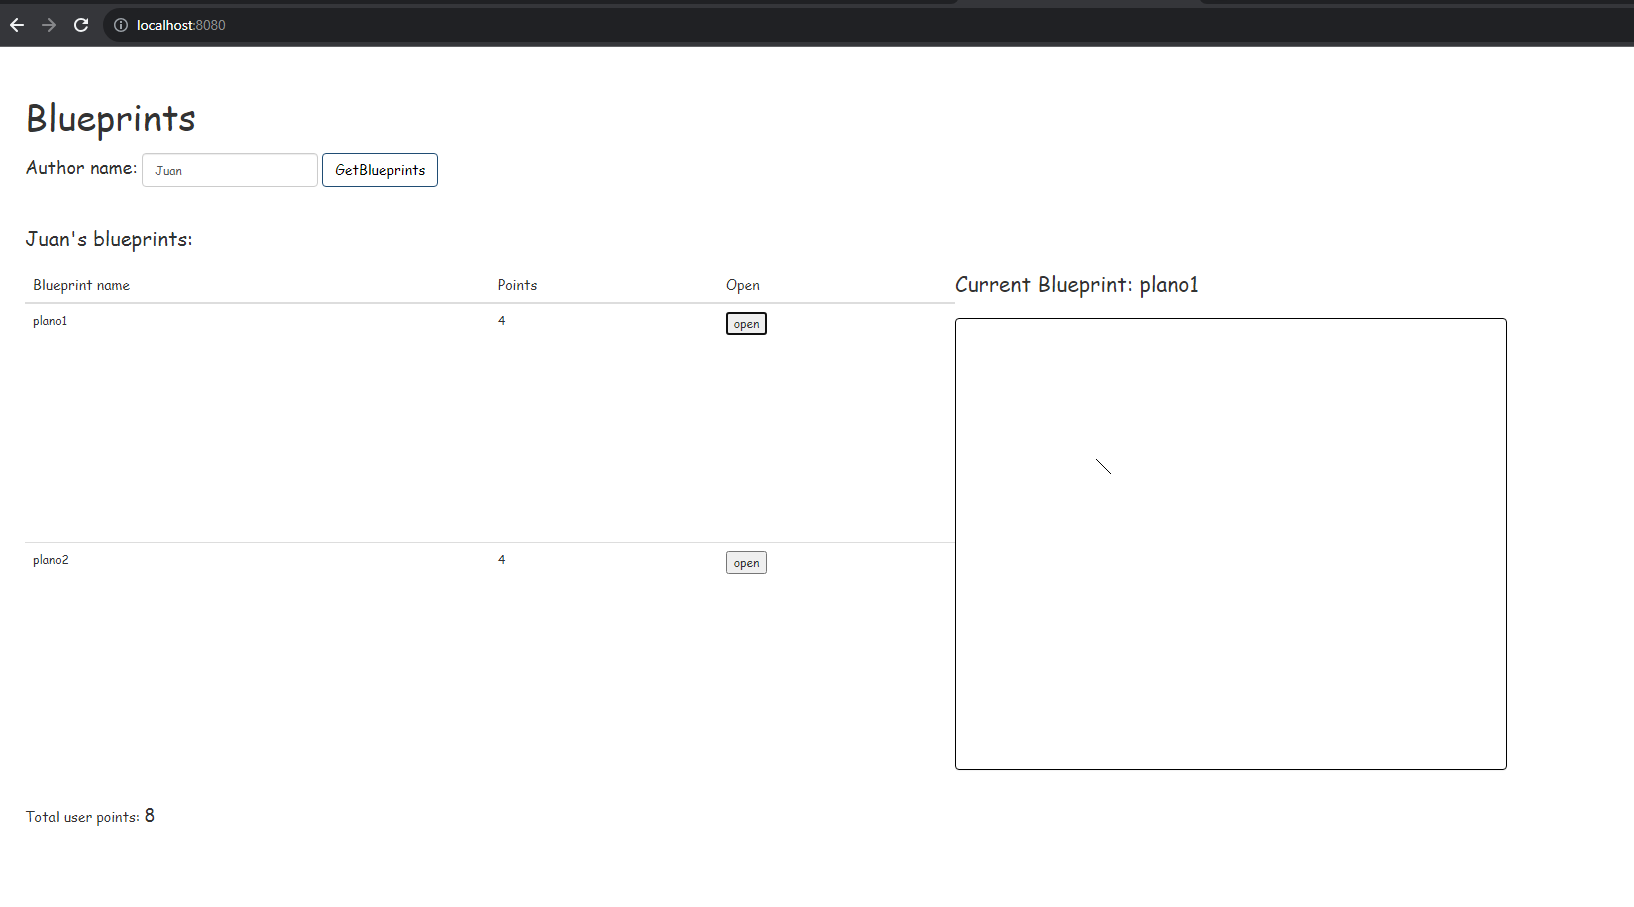 localhost:8080
Blueprints
Author name: Juan GetBlueprints
Juan's blueprints:
Blueprint name Points Open
Current Blueprint: plano1
plano1 4 open
plano2 4 open
Total user points: 8